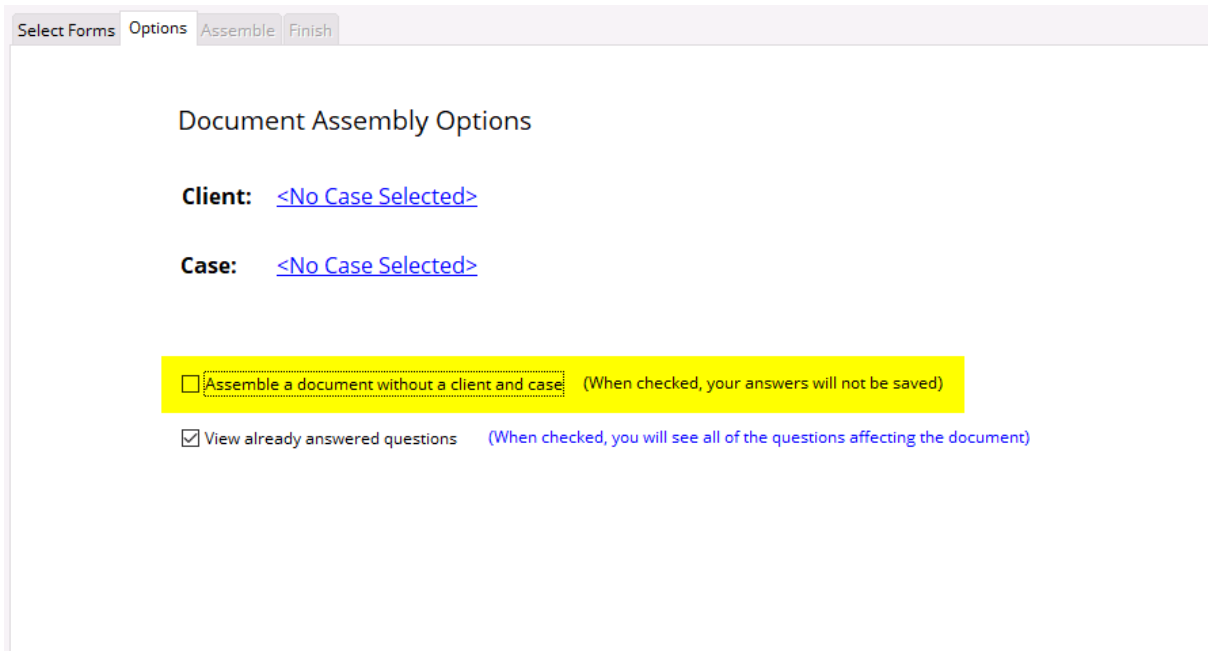 Select Forms Options Assemble Finish
Document Assembly Options
Client: <No Case Selected>
Case: <No Case Selected>
Assemble a document without a client and case (When checked, your answers will not be saved)
View already answered questions (When checked, you will see all of the questions affecting the document)